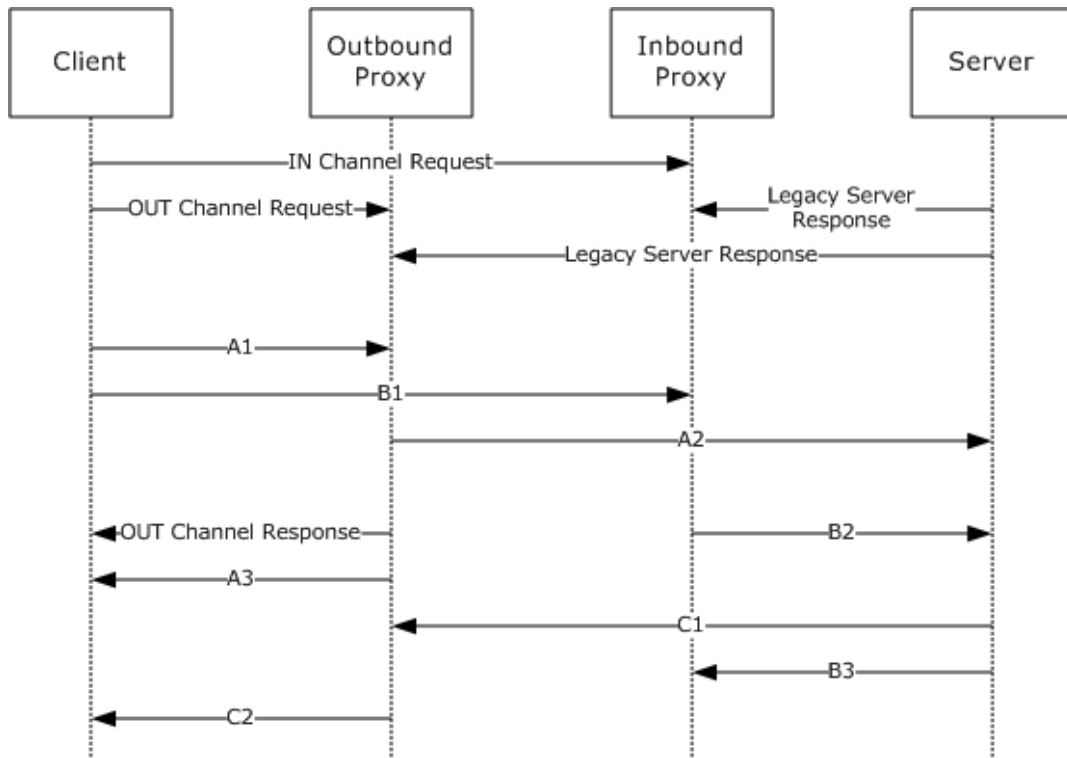 Client
Outbound
Proxy
Inbound
Proxy
Server
IN Channel Request
OUT Channel Request
Legacy Server
Response
Legacy Server Response
A1
B1
A2
OUT Channel Response
B2
A3
C1
B3
C2